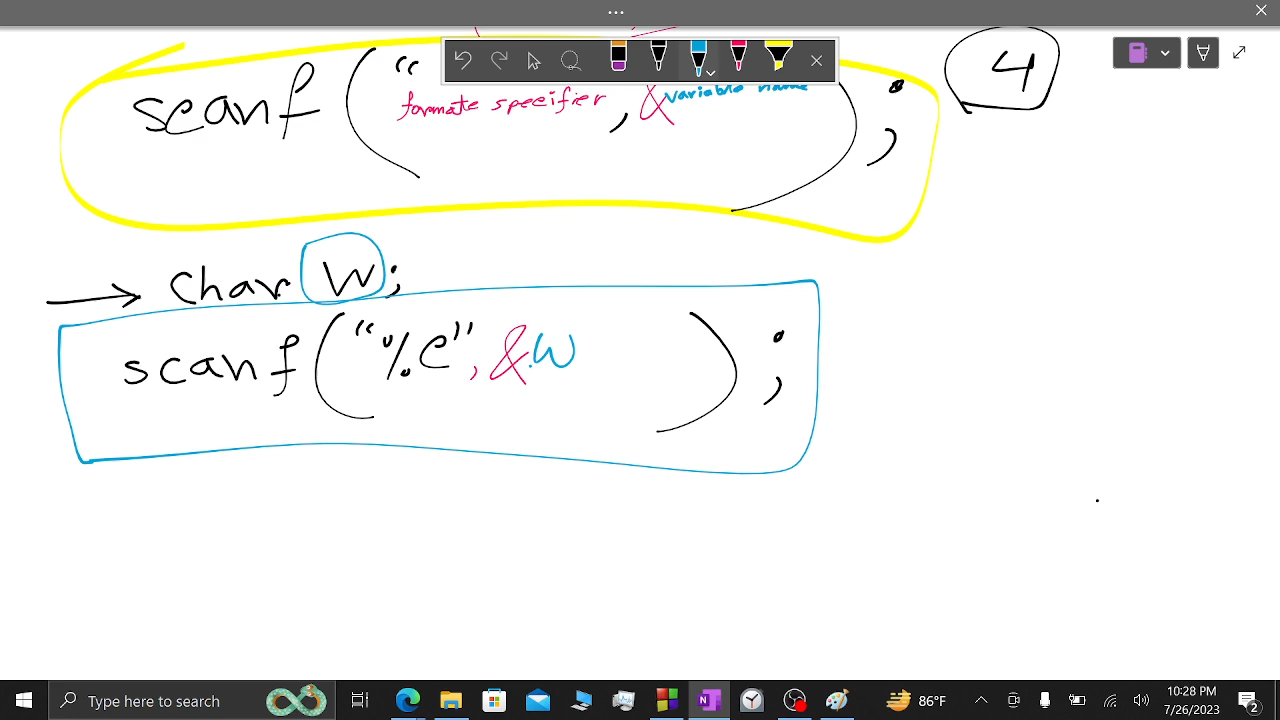 4
scanf ("
formate specifier , & variable name
) ;
char w;
scanf ("%c", &w ) ;
Type here to search
86°F
10:28 PM
7/26/2023
2